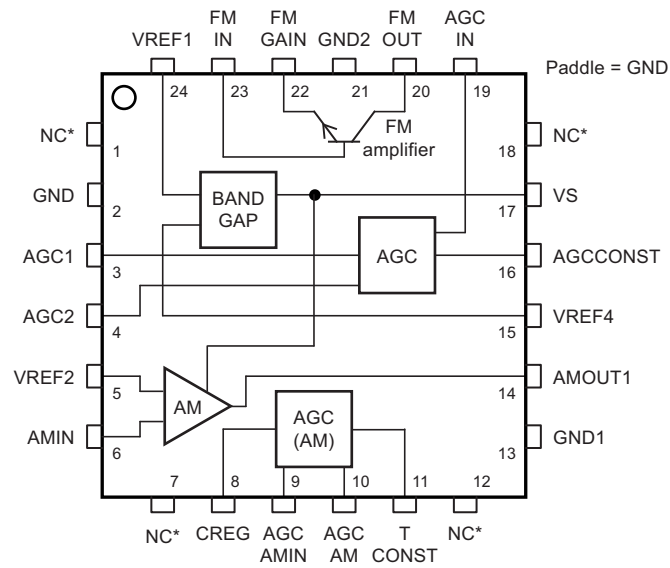 VREF1
FM
IN
FM
GAIN
GND2
FM
OUT
AGC
IN
Paddle = GND
24
23
22
21
20
19
FM
amplifier
NC*
1
18
NC*
GND
2
BAND
GAP
17
VS
AGC1
3
AGC
16
AGCCONST
AGC2
4
15
VREF4
VREF2
5
AM
14
AMOUT1
AMIN
6
AGC
(AM)
13
GND1
7
8
9
10
11
12
NC*
CREG
AGC
AMIN
AGC
AM
T
CONST
NC*